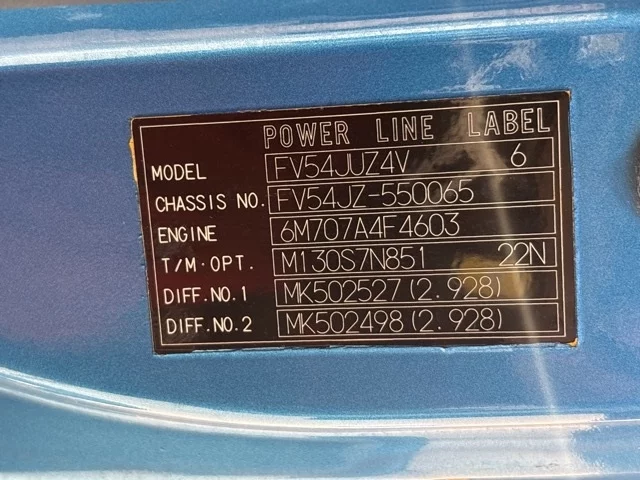 POWER LINE LABEL
MODEL FV54JUZ4V 6
CHASSIS NO. FV54JZ-550065
ENGINE 6M707A4F4603
T/M·OPT. M130S7N851 22N
DIFF.NO.1 MK502527(2.928)
DIFF.NO.2 MK502498(2.928)